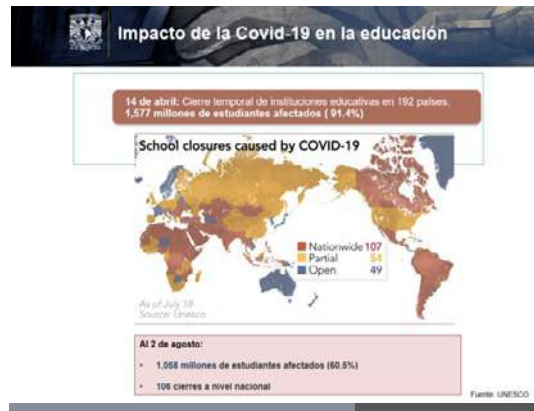 Impacto de la Covid-19 en la educación
14 de abril: Cierre temporal de instituciones educativas en 192 países.
1,577 millones de estudiantes afectados ( 91.4%)
School closures caused by COVID-19
Nationwide 107
Partial 54
Open 49
As of July 18
Source: Unesco
Al 2 de agosto:
• 1,058 millones de estudiantes afectados (60.5%)
• 106 cierres a nivel nacional
Fuente: UNESCO